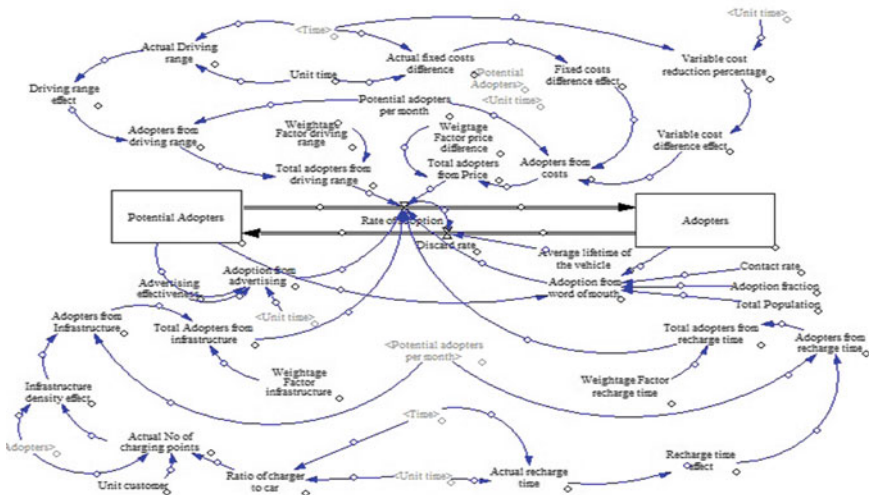 <Unit time>
<Time>
Actual Driving
range
Actual fixed costs
difference
Variable cost
reduction percentage
Unit time
<Potential
Adopters>
Fixed costs
difference effect
Driving range
effect
<Unit time>
Potential adopters
per month
Adopters from
driving range
Weightage
Factor driving
range
Weigtage
Factor price
difference
Variable cost
difference effect
Total adopters from
driving range
Total adopters
from Price
Adopters from
costs
Potential Adopters
Rate of adoption
Adopters
Discard rate
Average lifetime of
the vehicle
Adoption from
advertising
Contact rate
Advertising
effectiveness
Adoption from
word of mouth
Adoption fraction
Total Population
<Unit time>
Adopters from
Infrastructure
Total Adopters from
infrastructure
<Potential adopters
per month>
Total adopters from
recharge time
Adopters from
recharge time
Weightage
Factor
infrastructure
Weightage Factor
recharge time
Infrastructure
density effect
<Time>
Adopters>
Actual No of
charging points
Unit customer
Ratio of charger
to car
<Unit time>
Actual recharge
time
Recharge time
effect